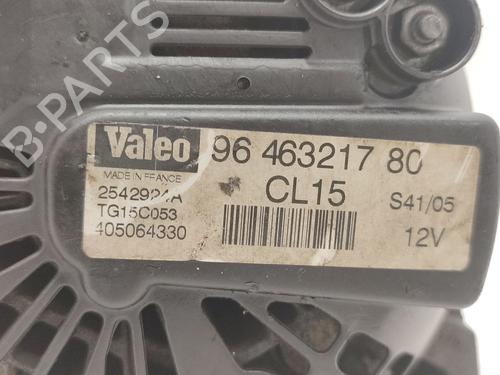 B-PARTS
Valeo 96 463217 80
MADE IN FRANCE
CL15
2542924A
TG15C053
405064330
S41/05
12V